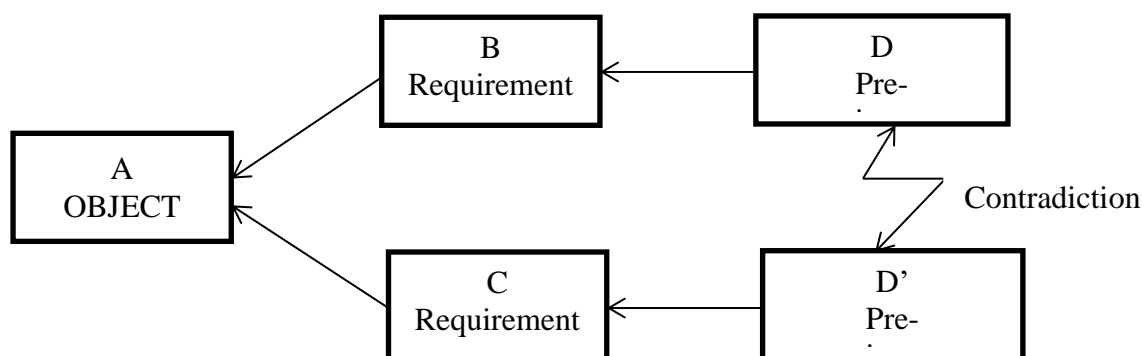 B
Requirement
D
Pre-
A
OBJECT
Contradiction
C
Requirement
D’
Pre-